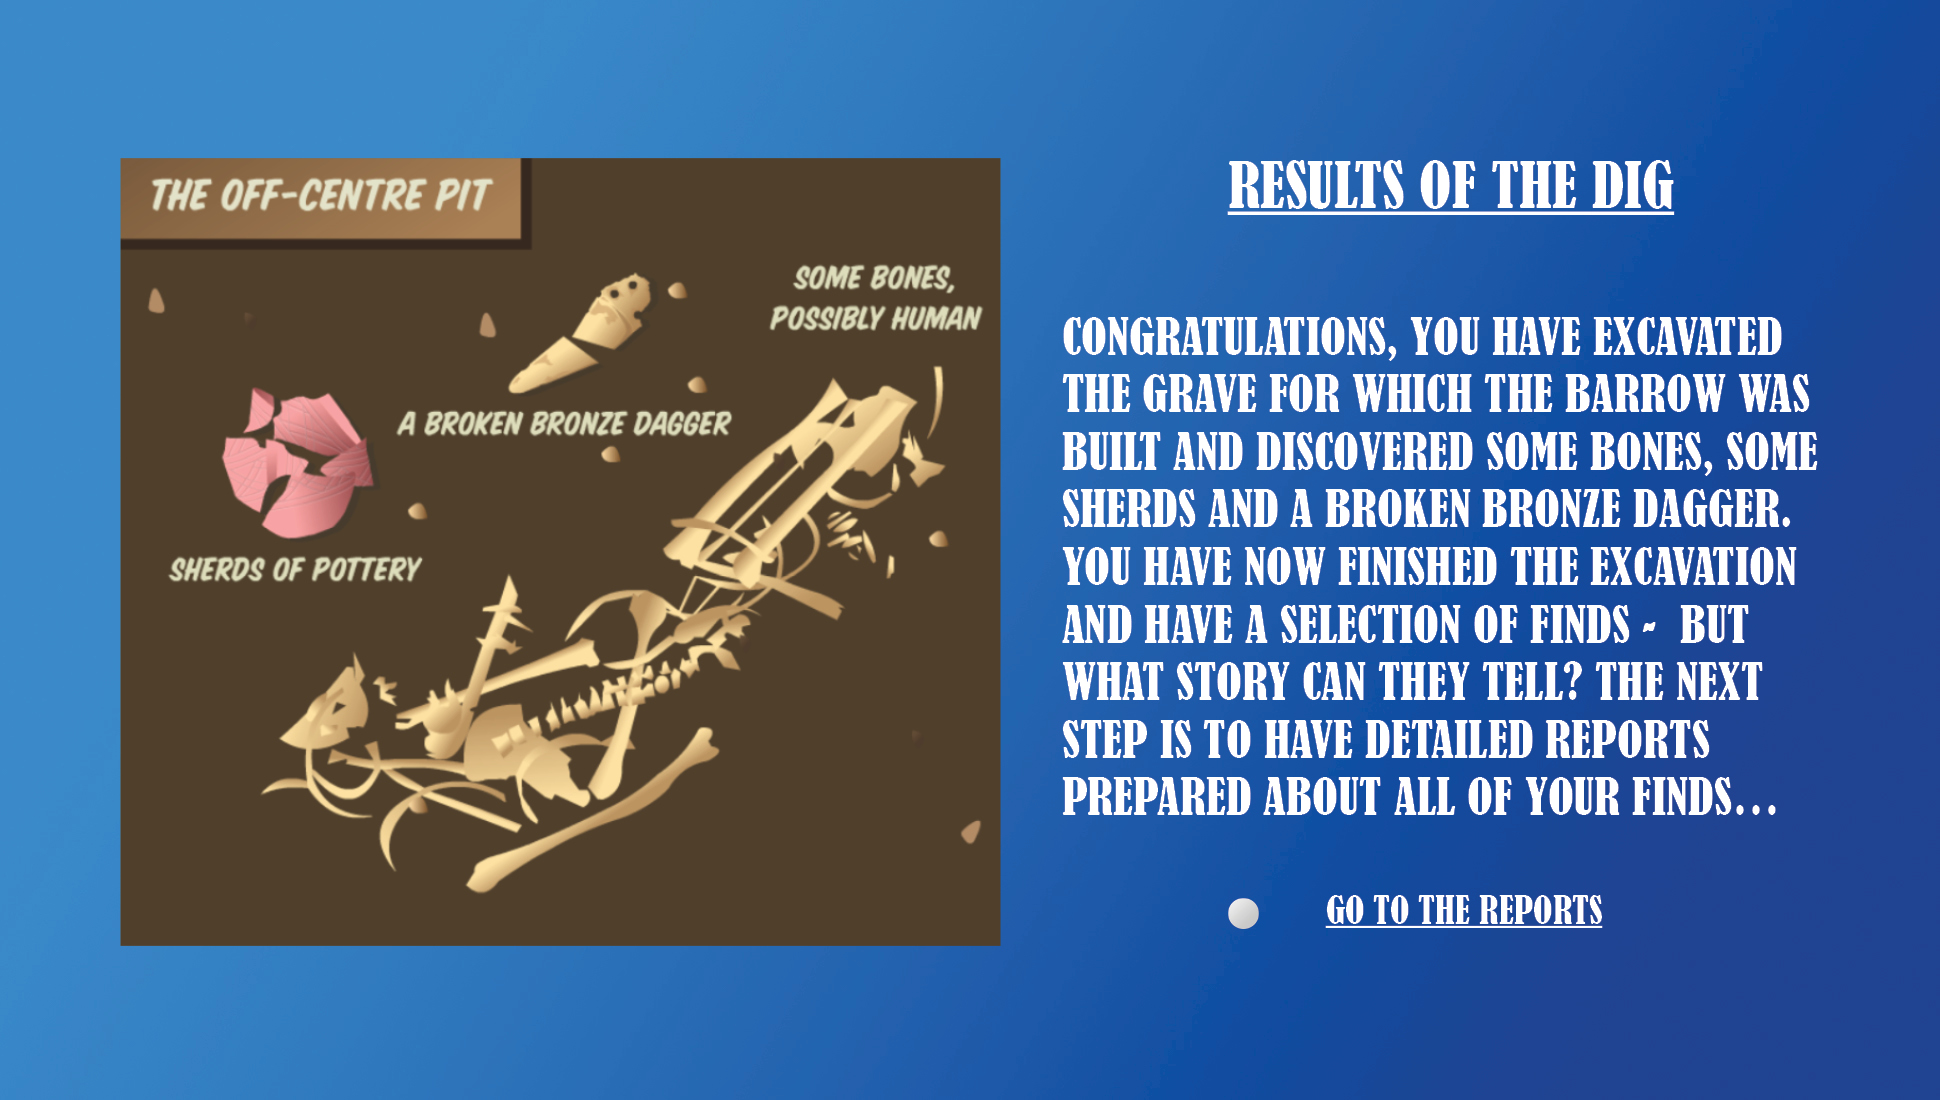 THE OFF-CENTRE PIT
SOME BONES,
POSSIBLY HUMAN
A BROKEN BRONZE DAGGER
SHERDS OF POTTERY
RESULTS OF THE DIG
CONGRATULATIONS, YOU HAVE EXCAVATED
THE GRAVE FOR WHICH THE BARROW WAS
BUILT AND DISCOVERED SOME BONES, SOME
SHERDS AND A BROKEN BRONZE DAGGER.
YOU HAVE NOW FINISHED THE EXCAVATION
AND HAVE A SELECTION OF FINDS - BUT
WHAT STORY CAN THEY TELL? THE NEXT
STEP IS TO HAVE DETAILED REPORTS
PREPARED ABOUT ALL OF YOUR FINDS...
GO TO THE REPORTS